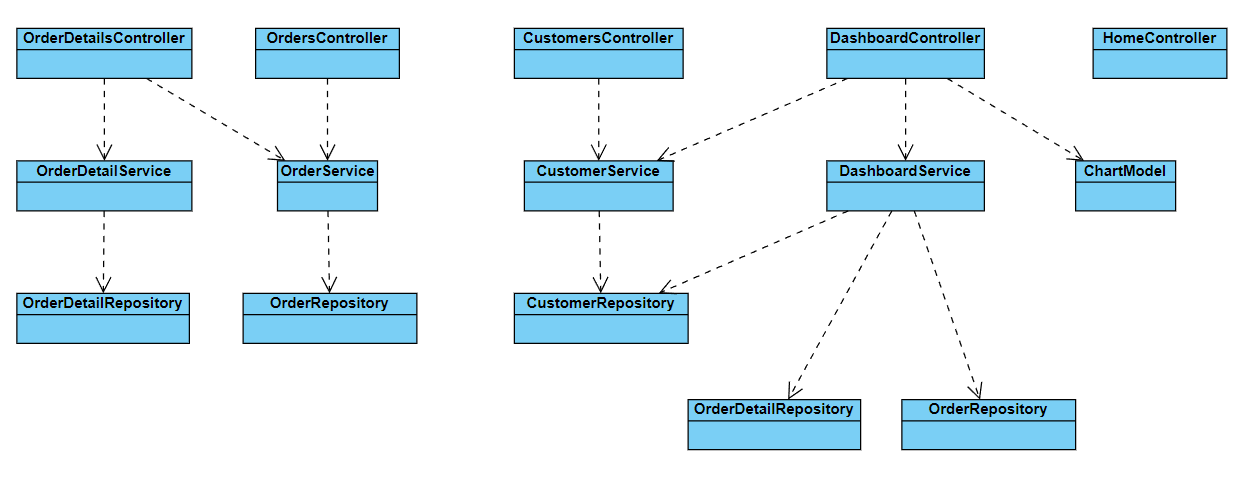 OrderDetailsController
OrdersController
CustomersController
DashboardController
HomeController
OrderDetailService
OrderService
CustomerService
DashboardService
ChartModel
OrderDetailRepository
OrderRepository
CustomerRepository
OrderDetailRepository
OrderRepository